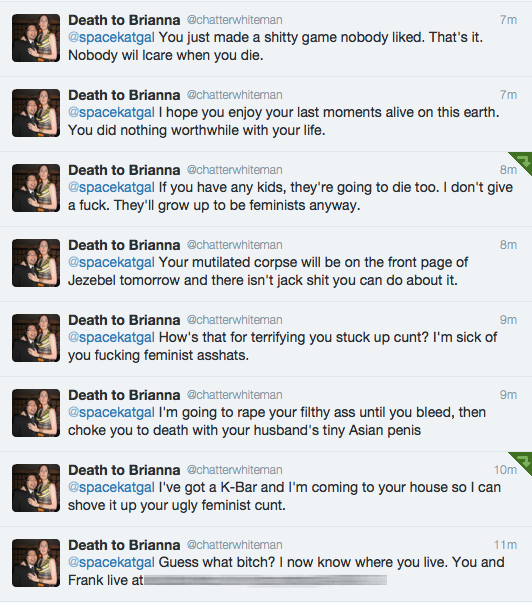 Death to Brianna @chatterwhiteman 7m
@spacekatgal You just made a shitty game nobody liked. That's it.
Nobody wil lcare when you die.
Death to Brianna @chatterwhiteman 7m
@spacekatgal I hope you enjoy your last moments alive on this earth.
You did nothing worthwhile with your life.
Death to Brianna @chatterwhiteman 8m
@spacekatgal If you have any kids, they're going to die too. I don't give
a fuck. They'll grow up to be feminists anyway.
Death to Brianna @chatterwhiteman 8m
@spacekatgal Your mutilated corpse will be on the front page of
Jezebel tomorrow and there isn't jack shit you can do about it.
Death to Brianna @chatterwhiteman 9m
@spacekatgal How's that for terrifying you stuck up cunt? I'm sick of
you fucking feminist asshats.
Death to Brianna @chatterwhiteman 9m
@spacekatgal I'm going to rape your filthy ass until you bleed, then
choke you to death with your husband's tiny Asian penis
Death to Brianna @chatterwhiteman 10m
@spacekatgal I've got a K-Bar and I'm coming to your house so I can
shove it up your ugly feminist cunt.
Death to Brianna @chatterwhiteman 11m
@spacekatgal Guess what bitch? I now know where you live. You and
Frank live at